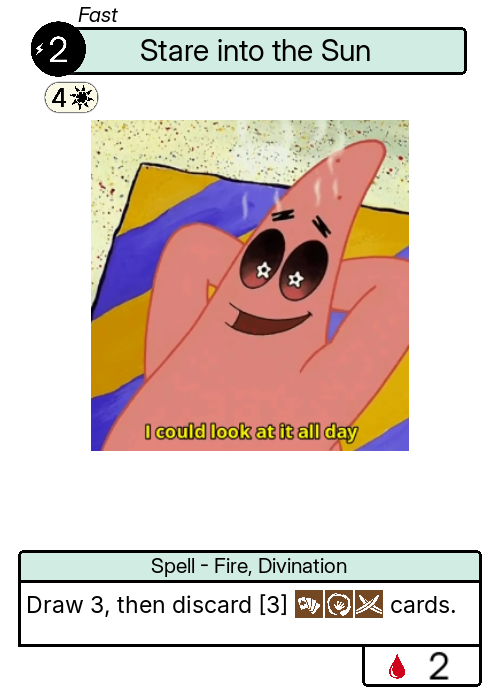 Fast
2
Stare into the Sun
4
I could look at it all day
Spell - Fire, Divination
Draw 3, then discard [3] cards.
2